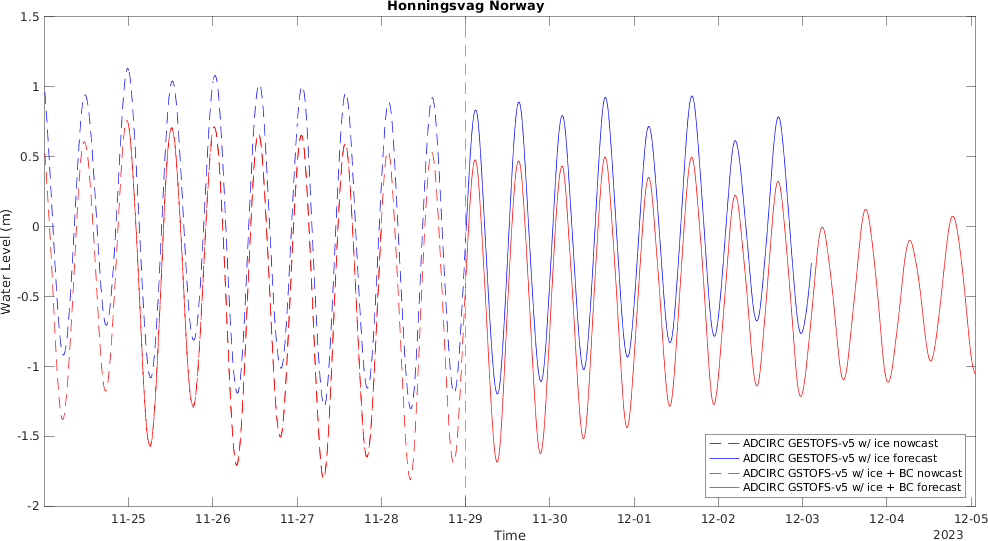 Honningsvag Norway
1.5
1
0.5
0
-0.5
-1
-1.5
-2
Water Level (m)
ADCIRC GESTOFS-v5 w/ ice nowcast
ADCIRC GESTOFS-v5 w/ ice forecast
ADCIRC GSTOFS-v5 w/ ice + BC nowcast
ADCIRC GSTOFS-v5 w/ ice + BC forecast
11-25 11-26 11-27 11-28 11-29 11-30 12-01 12-02 12-03 12-04 12-05
Time
2023